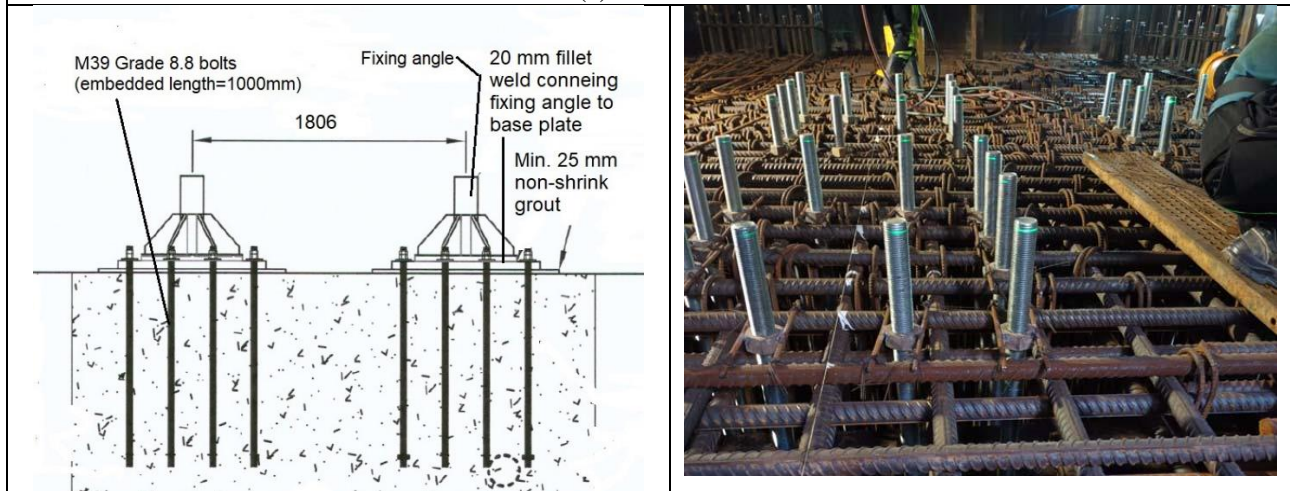 M39 Grade 8.8 bolts
(embedded length=1000mm)
Fixing angle
20 mm fillet
weld conneing
fixing angle to
base plate
1806
Min. 25 mm
non-shrink
grout